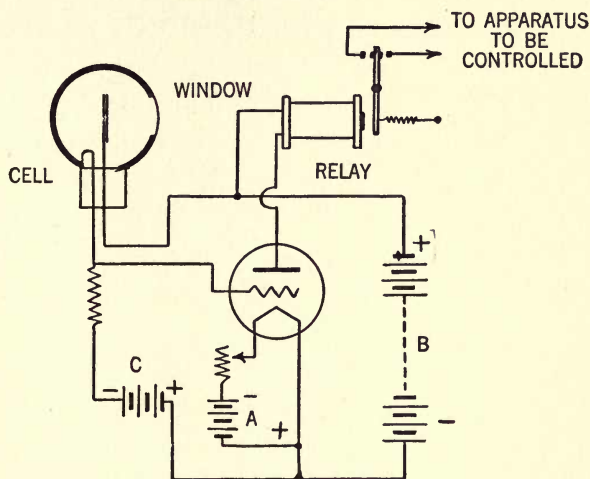 TO APPARATUS
TO BE
CONTROLLED
WINDOW
CELL
RELAY
+
B
-
C
- +
-
A
+